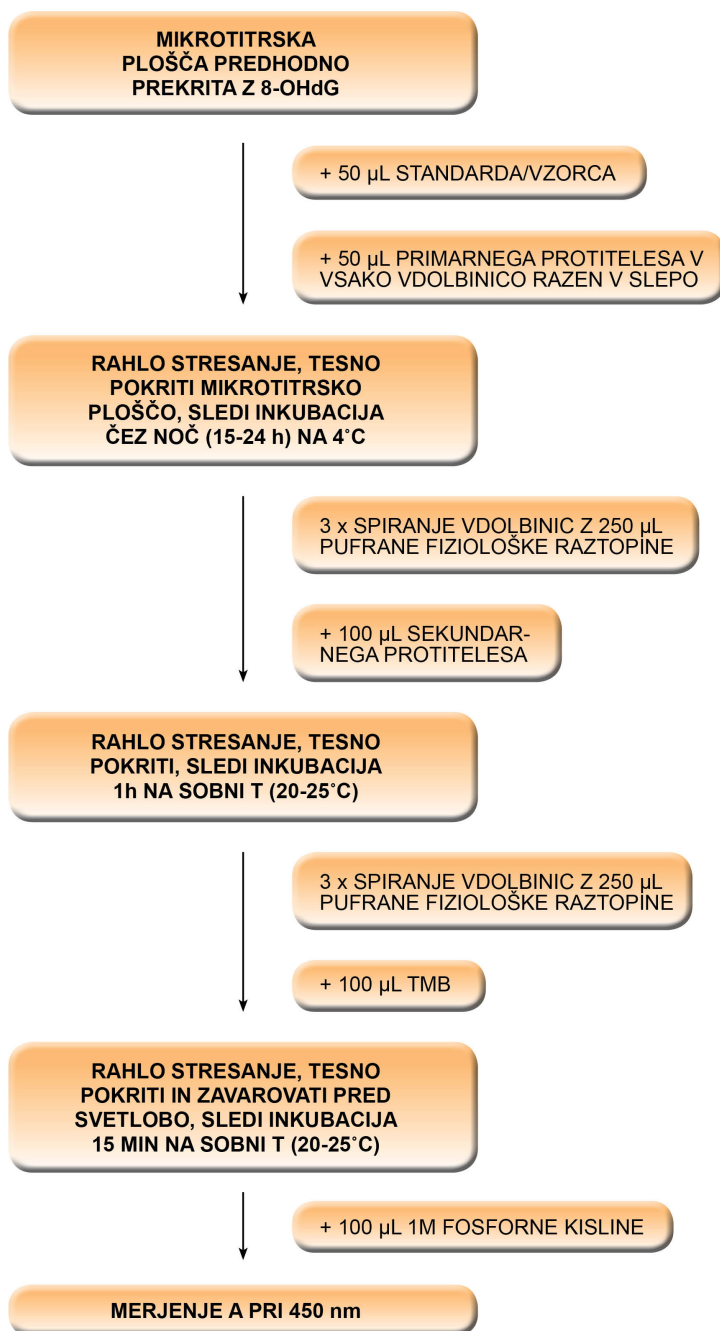 MIKROTITRSKA
PLOŠČA PREDHODNO
PREKRITA Z 8-OHdG
+ 50 µL STANDARDA/VZORCA
+ 50 µL PRIMARNEGA PROTITELESA V
VSAKO VDOLBINICO RAZEN V SLEPO
RAHLO STRESANJE, TESNO
POKRITI MIKROTITRSKO
PLOŠČO, SLEDI INKUBACIJA
ČEZ NOČ (15-24 h) NA 4˚C
3 x SPIRANJE VDOLBINIC Z 250 µL
PUFRANE FIZIOLOŠKE RAZTOPINE
+ 100 µL SEKUNDAR-
NEGA PROTITELESA
RAHLO STRESANJE, TESNO
POKRITI, SLEDI INKUBACIJA
1h NA SOBNI T (20-25˚C)
3 x SPIRANJE VDOLBINIC Z 250 µL
PUFRANE FIZIOLOŠKE RAZTOPINE
+ 100 µL TMB
RAHLO STRESANJE, TESNO
POKRITI IN ZAVAROVATI PRED
SVETLOBO, SLEDI INKUBACIJA
15 MIN NA SOBNI T (20-25˚C)
+ 100 µL 1M FOSFORNE KISLINE
MERJENJE A PRI 450 nm